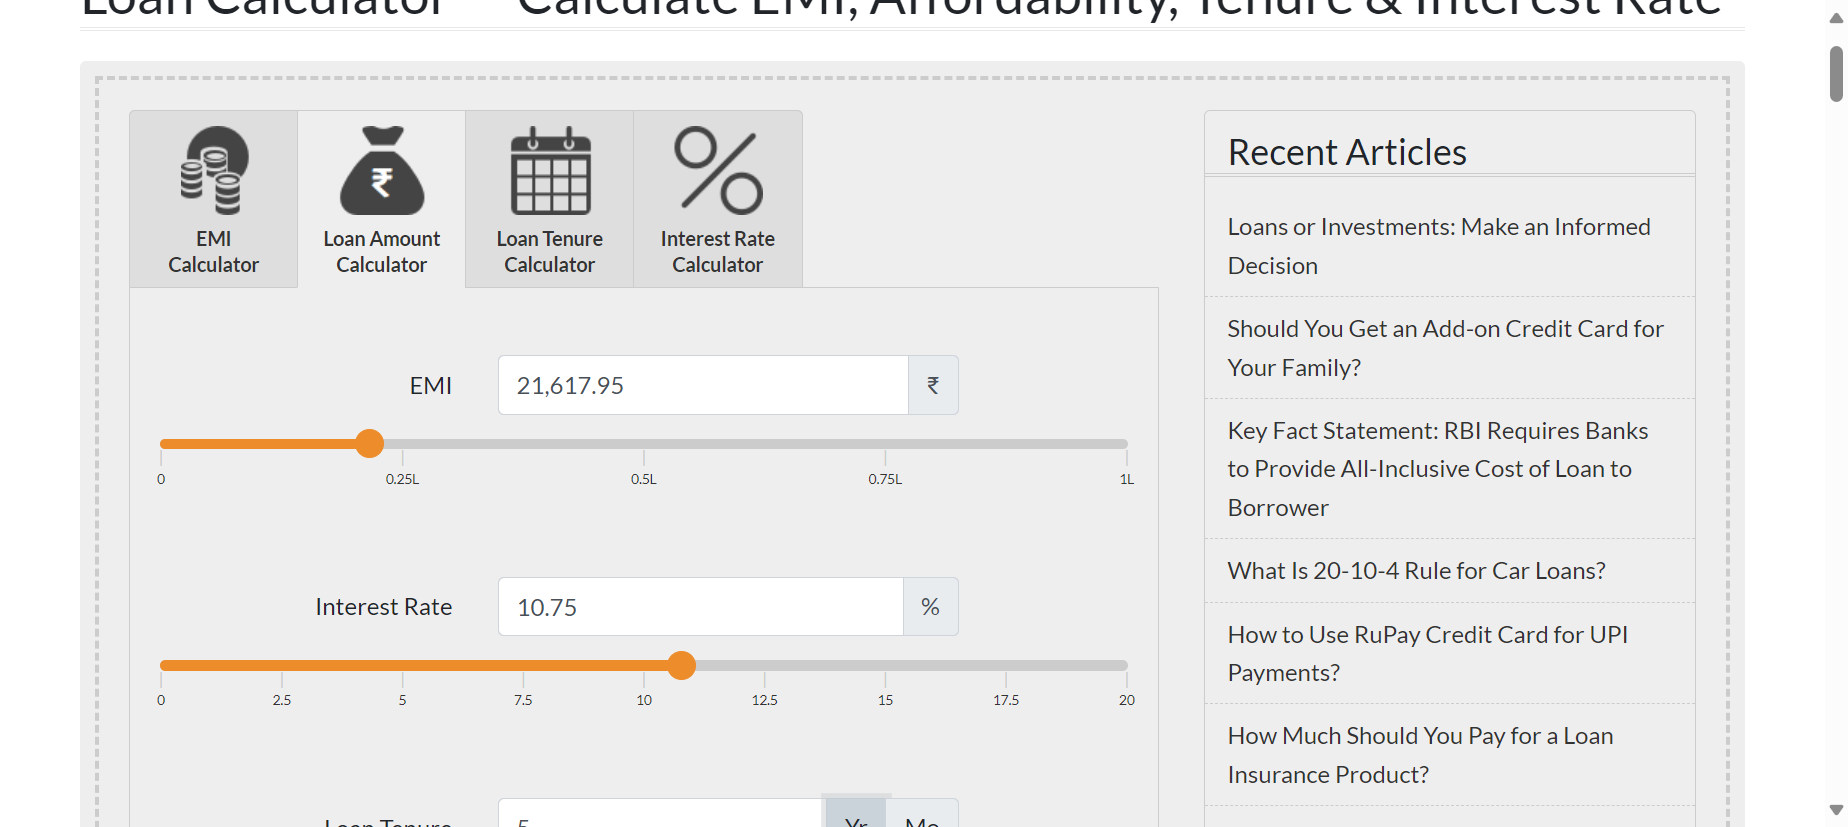 Loan Calculator — Calculate EMI, Affordability, Tenure & Interest Rate
EMI
Calculator
₹
Loan Amount
Calculator
Loan Tenure
Calculator
Interest Rate
Calculator
EMI
21,617.95
₹
0
0.25L
0.5L
0.75L
1L
Interest Rate
10.75
%
0
2.5
5
7.5
10
12.5
15
17.5
20
Loan Tenure
5
Yr
Mo
Recent Articles
Loans or Investments: Make an Informed
Decision
Should You Get an Add-on Credit Card for
Your Family?
Key Fact Statement: RBI Requires Banks
to Provide All-Inclusive Cost of Loan to
Borrower
What Is 20-10-4 Rule for Car Loans?
How to Use RuPay Credit Card for UPI
Payments?
How Much Should You Pay for a Loan
Insurance Product?